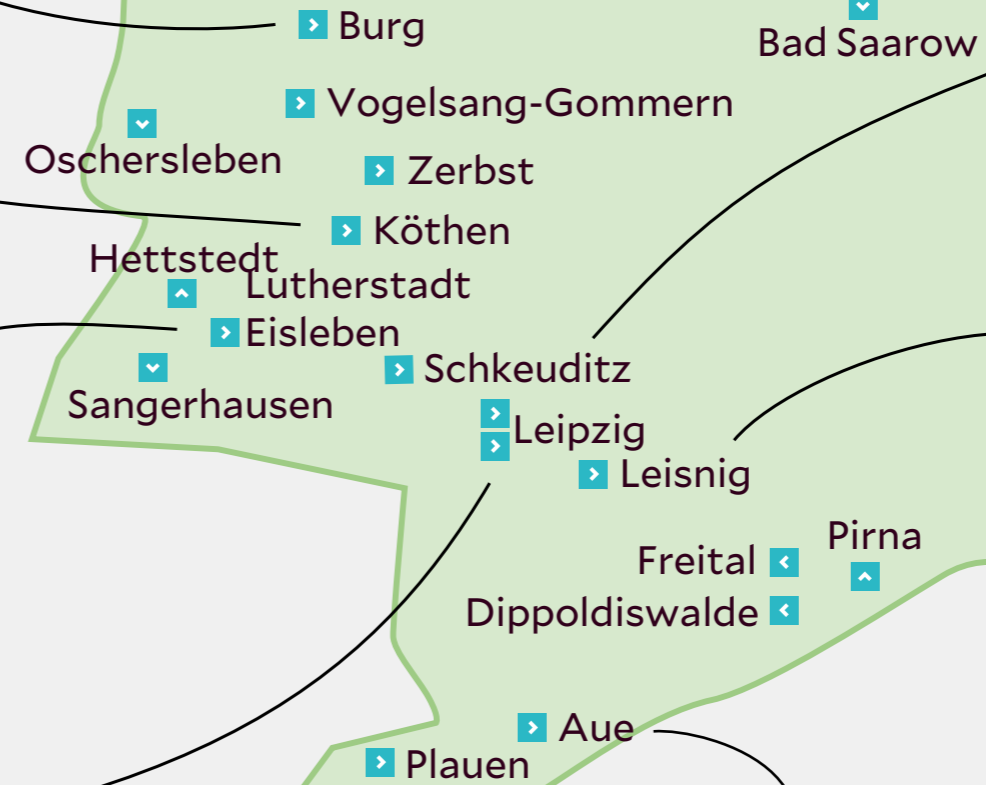 Burg
Bad Saarow
Vogelsang-Gommern
Oschersleben
Zerbst
Köthen
Hettstedt
Lutherstadt
Eisleben
Schkeuditz
Sangerhausen
Leipzig
Leisnig
Pirna
Freital
Dippoldiswalde
Aue
Plauen